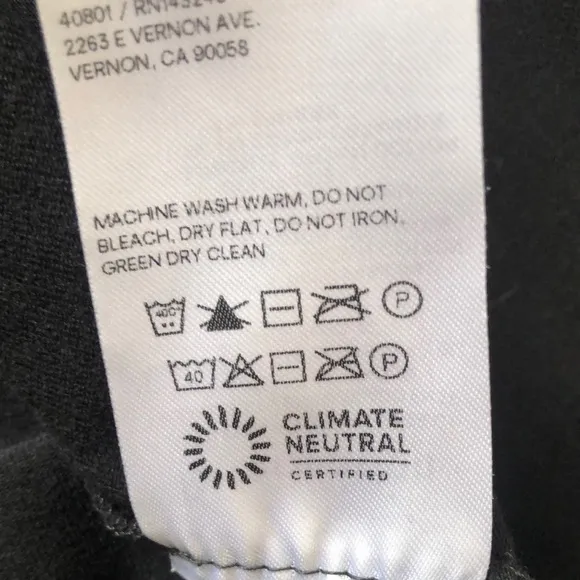 40801 /
2263 E VERNON AVE.
VERNON, CA 90058
MACHINE WASH WARM, DO NOT
BLEACH, DRY FLAT, DO NOT IRON.
GREEN DRY CLEAN
P
40 P
CLIMATE
NEUTRAL
CERTIFIED